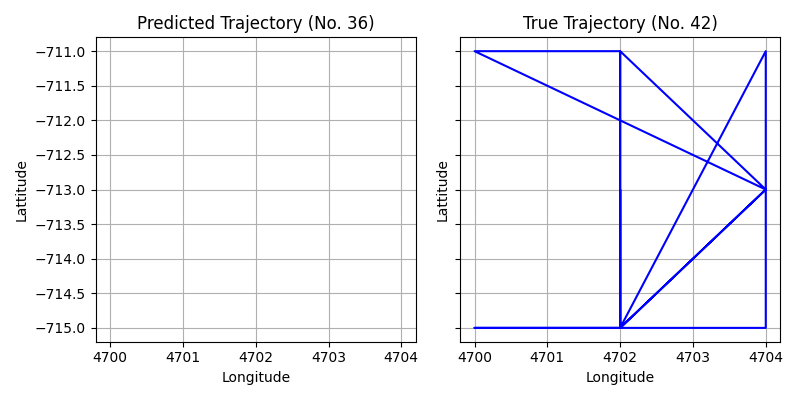 Predicted Trajectory (No. 36)
True Trajectory (No. 42)
−711.0
−711.5
−712.0
−712.5
−713.0
−713.5
−714.0
−714.5
−715.0
Lattitude
Lattitude
4700 4701 4702 4703 4704
4700 4701 4702 4703 4704
Longitude
Longitude